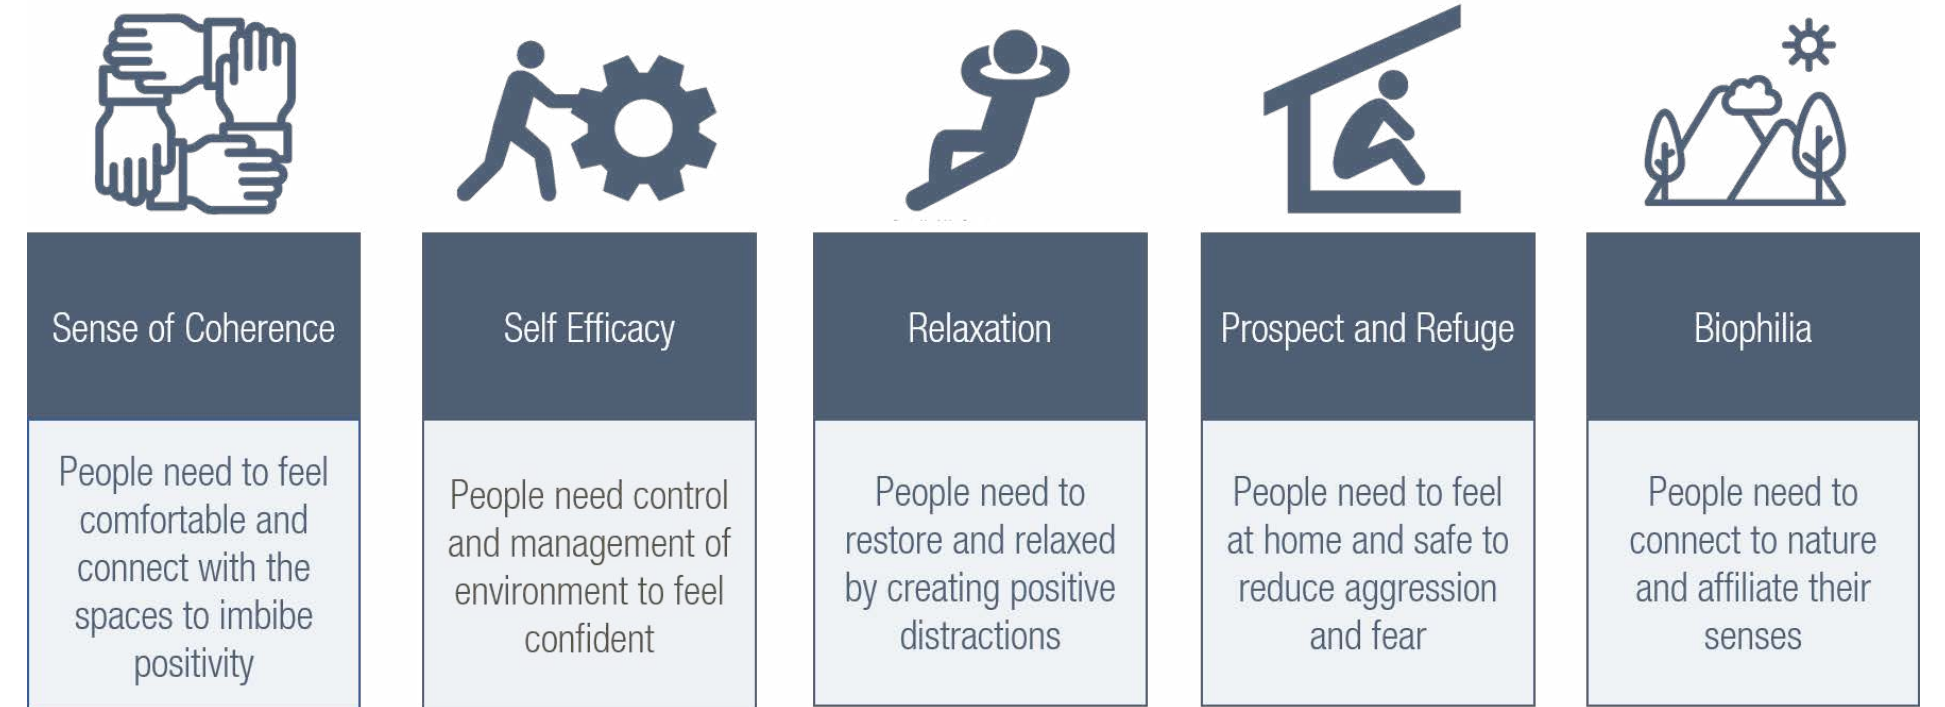 Sense of Coherence
People need to feel
comfortable and
connect with the
spaces to imbibe
positivity
Self Efficacy
People need control
and management of
environment to feel
confident
Relaxation
People need to
restore and relaxed
by creating positive
distractions
Prospect and Refuge
People need to feel
at home and safe to
reduce aggression
and fear
Biophilia
People need to
connect to nature
and affiliate their
senses